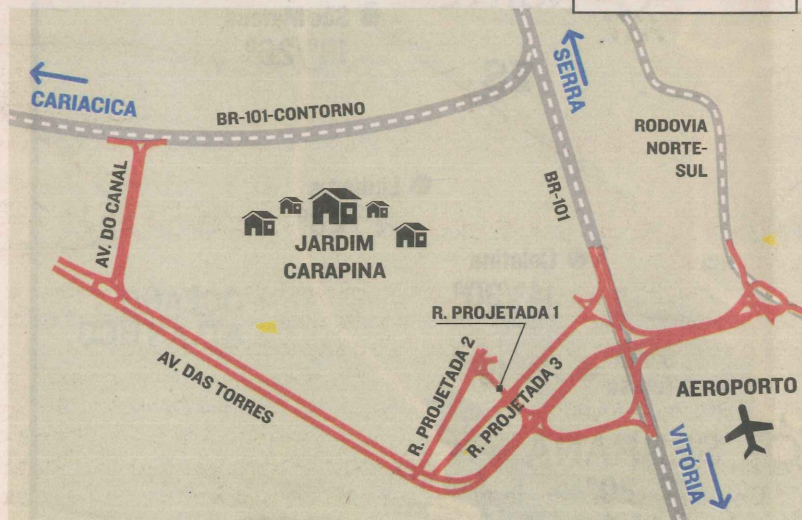 CARIACICA
BR-101-CONTORNO
SERRA
RODOVIA
NORTE-
SUL
BR-101
AV. DO CANAL
JARDIM
CARAPINA
R. PROJETADA 1
AV. DAS TORRES
R. PROJETADA 2
R. PROJETADA 3
AEROPORTO
VITÓRIA